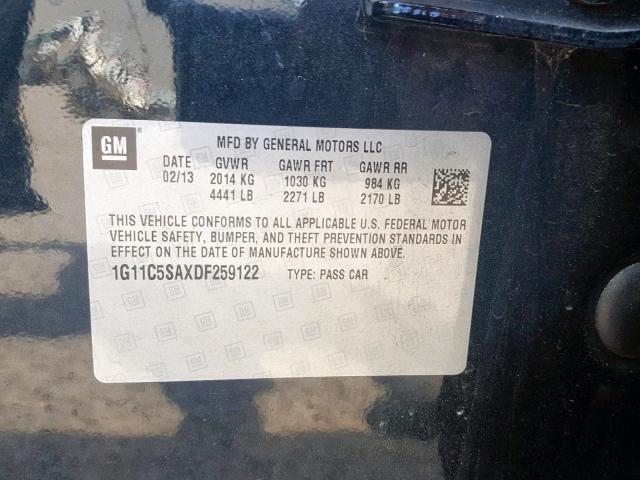 GM ® MFD BY GENERAL MOTORS LLC
DATE GVWR GAWR FRT GAWR RR
02/13 2014 KG 1030 KG 984 KG
4441 LB 2271 LB 2170 LB
THIS VEHICLE CONFORMS TO ALL APPLICABLE U.S. FEDERAL MOTOR
VEHICLE SAFETY, BUMPER, AND THEFT PREVENTION STANDARDS IN
EFFECT ON THE DATE OF MANUFACTURE SHOWN ABOVE.
1G11C5SAXDF259122 TYPE: PASS CAR